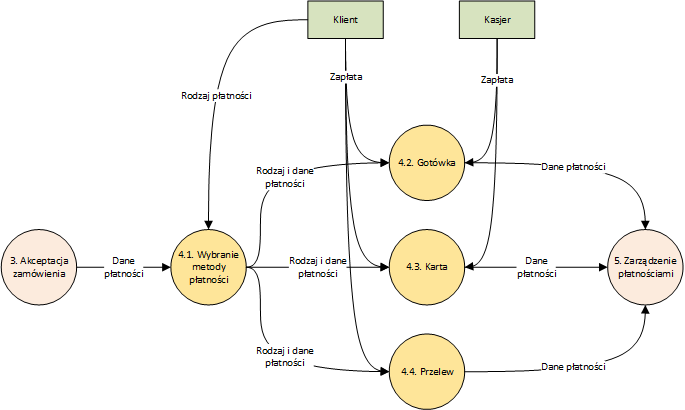 Klient
Kasjer
Zapłata
Zapłata
Rodzaj płatności
4.2. Gotówka
Rodzaj i dane
płatności
Dane płatności
3. Akceptacja
zamówienia
Dane
płatności
4.1. Wybranie
metody
płatności
Rodzaj i dane
płatności
4.3. Karta
Dane
płatności
5. Zarządzenie
płatnościami
Rodzaj i dane
płatności
4.4. Przelew
Dane płatności